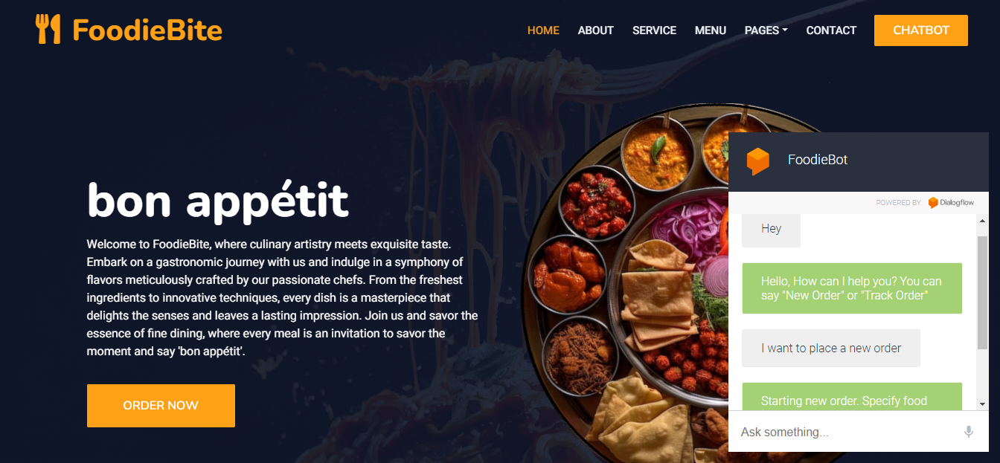 FoodieBite
HOME ABOUT SERVICE MENU PAGES CONTACT CHATBOT
bon appétit
Welcome to FoodieBite, where culinary artistry meets exquisite taste.
Embark on a gastronomic journey with us and indulge in a symphony of
flavors meticulously crafted by our passionate chefs. From the freshest
ingredients to innovative techniques, every dish is a masterpiece that
delights the senses and leaves a lasting impression. Join us and savor the
essence of fine dining, where every meal is an invitation to savor the
moment and say 'bon appétit'.
ORDER NOW
FoodieBot
POWERED BY Dialogflow
Hey
Hello, How can I help you? You can
say "New Order" or "Track Order"
I want to place a new order
Starting new order. Specify food
Ask something...